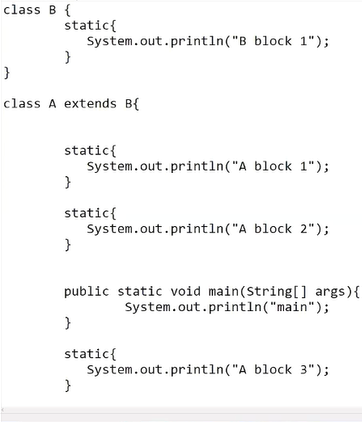 class B {
static{
System.out.println("B block 1");
}
}
class A extends B{
static{
System.out.println("A block 1");
}
static{
System.out.println("A block 2");
}
public static void main(String[] args){
System.out.println("main");
}
static{
System.out.println("A block 3");
}